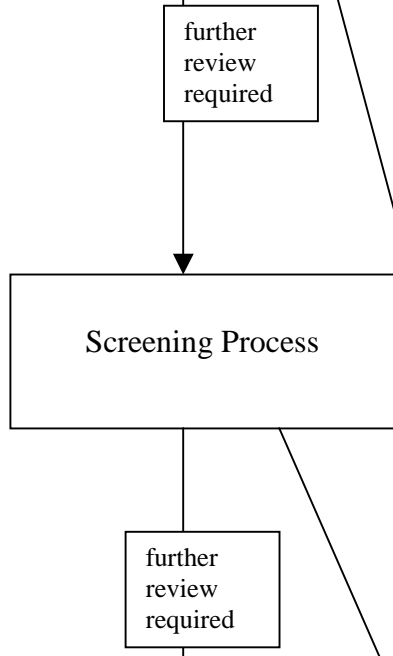 further
review
required
Screening Process
further
review
required